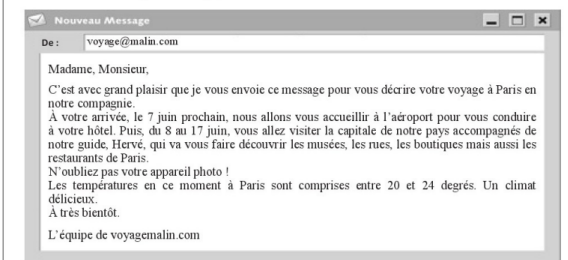 Nouveau Message
De : voyage@malin.com
Madame, Monsieur,
C'est avec grand plaisir que je vous envoie ce message pour vous décrire votre voyage à Paris en
notre compagnie.
À votre arrivée, le 7 juin prochain, nous allons vous accueillir à l'aéroport pour vous conduire
à votre hôtel. Puis, du 8 au 17 juin, vous allez visiter la capitale de notre pays accompagnés de
notre guide, Hervé, qui va vous faire découvrir les musées, les rues, les boutiques mais aussi les
restaurants de Paris.
N'oubliez pas votre appareil photo !
Les températures en ce moment à Paris sont comprises entre 20 et 24 degrés. Un climat
délicieux.
À très bientôt.
L'équipe de voyagemalin.com